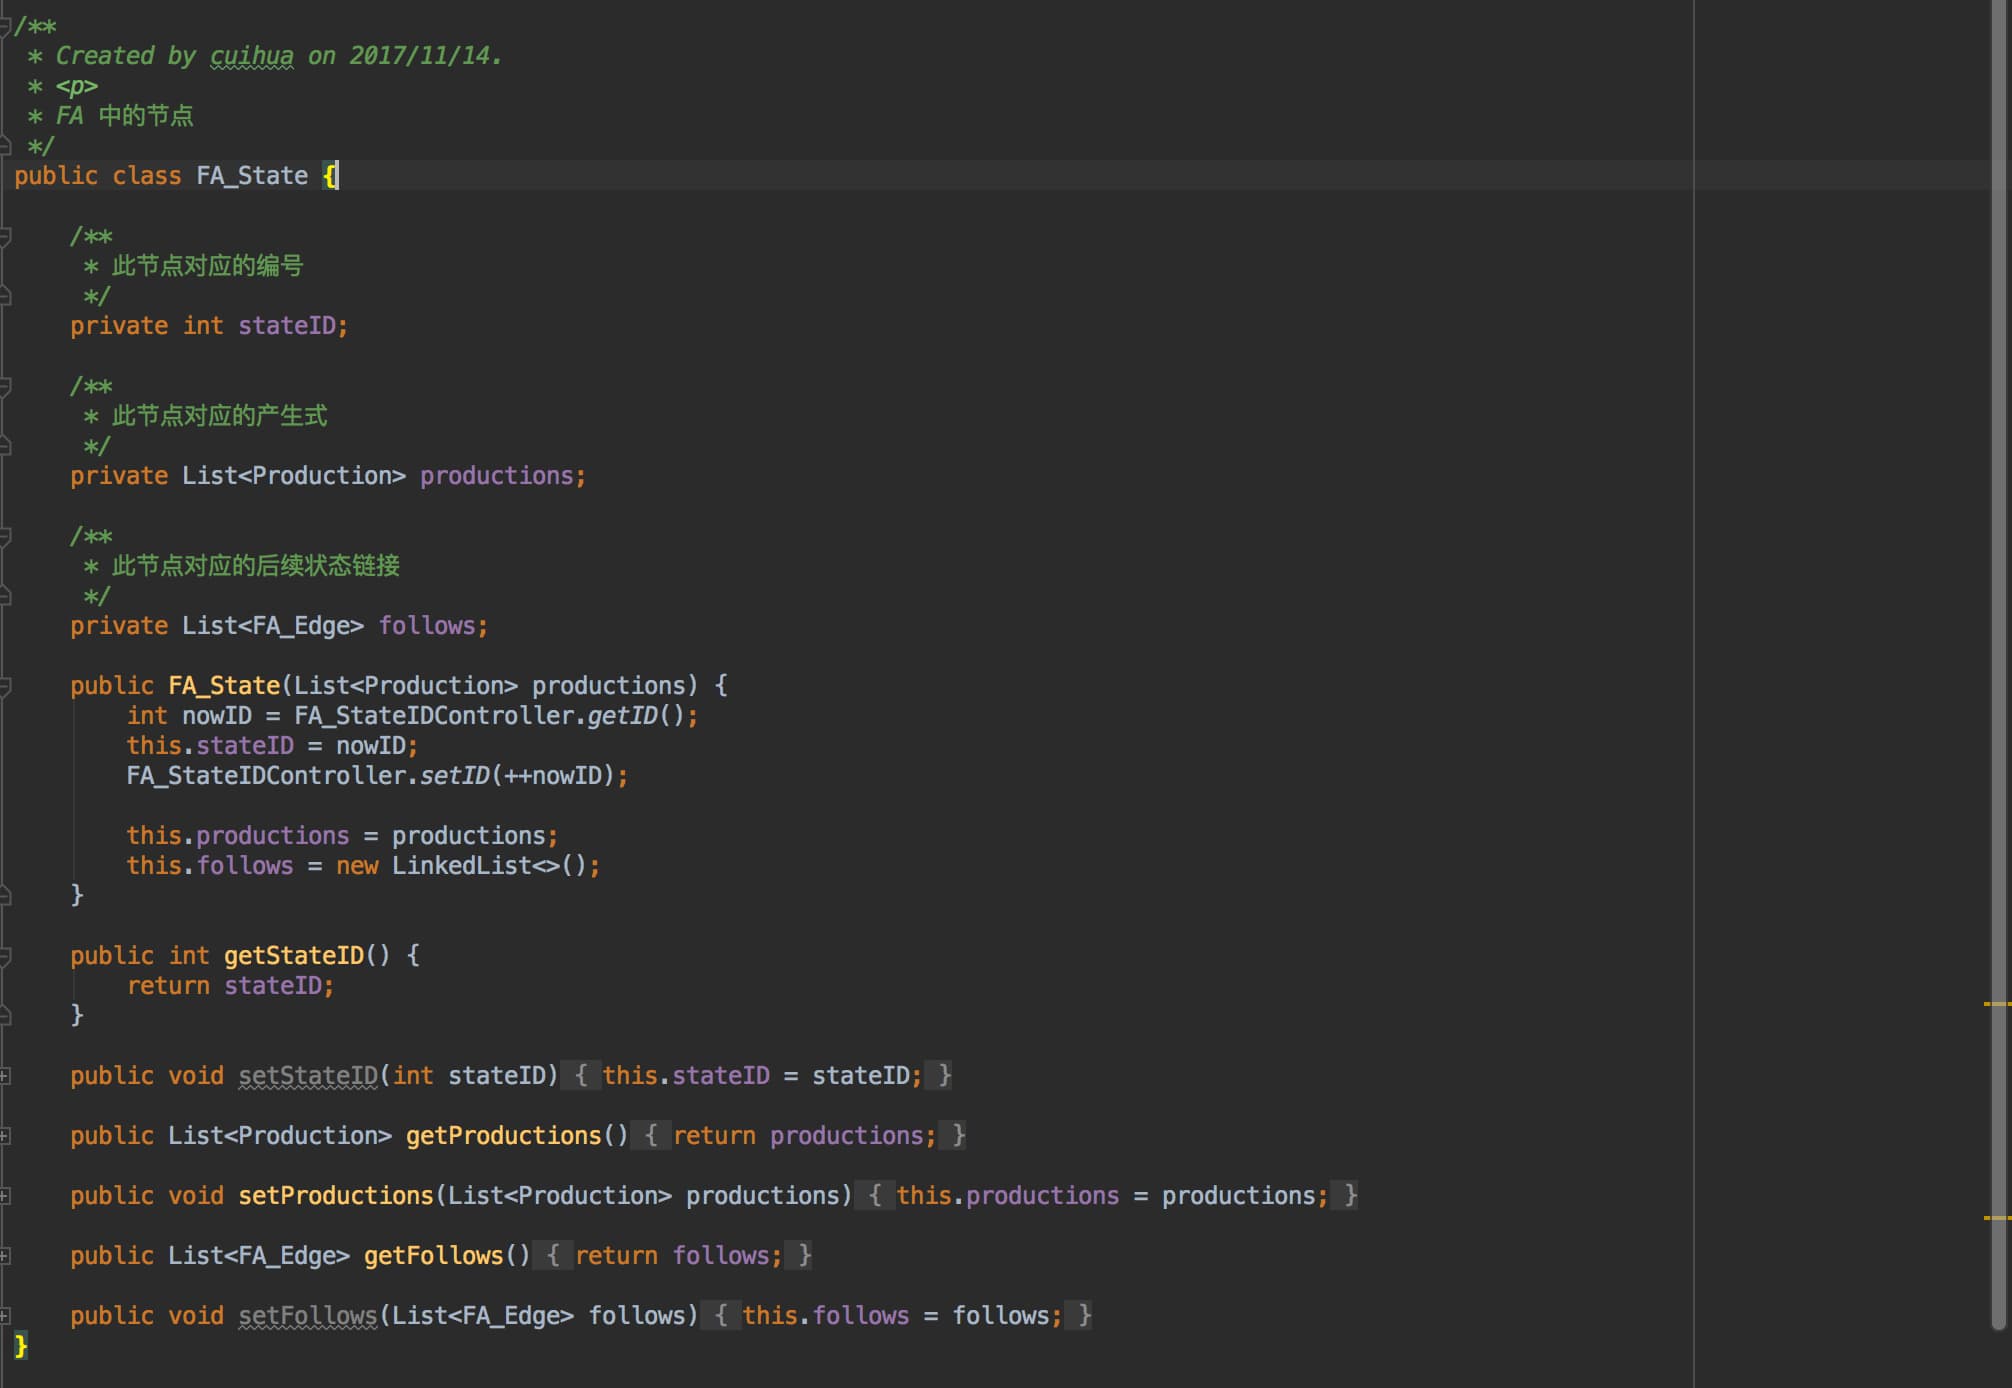 /**
 * Created by cuihua on 2017/11/14.
 * <p>
 * FA 中的节点
 */
public class FA_State {

    /**
     * 此节点对应的编号
     */
    private int stateID;

    /**
     * 此节点对应的产生式
     */
    private List<Production> productions;

    /**
     * 此节点对应的后续状态链接
     */
    private List<FA_Edge> follows;

    public FA_State(List<Production> productions) {
        int nowID = FA_StateIDController.getID();
        this.stateID = nowID;
        FA_StateIDController.setID(++nowID);

        this.productions = productions;
        this.follows = new LinkedList<>();
    }

    public int getStateID() {
        return stateID;
    }

    public void setStateID(int stateID) { this.stateID = stateID; }

    public List<Production> getProductions() { return productions; }

    public void setProductions(List<Production> productions) { this.productions = productions; }

    public List<FA_Edge> getFollows() { return follows; }

    public void setFollows(List<FA_Edge> follows) { this.follows = follows; }
}